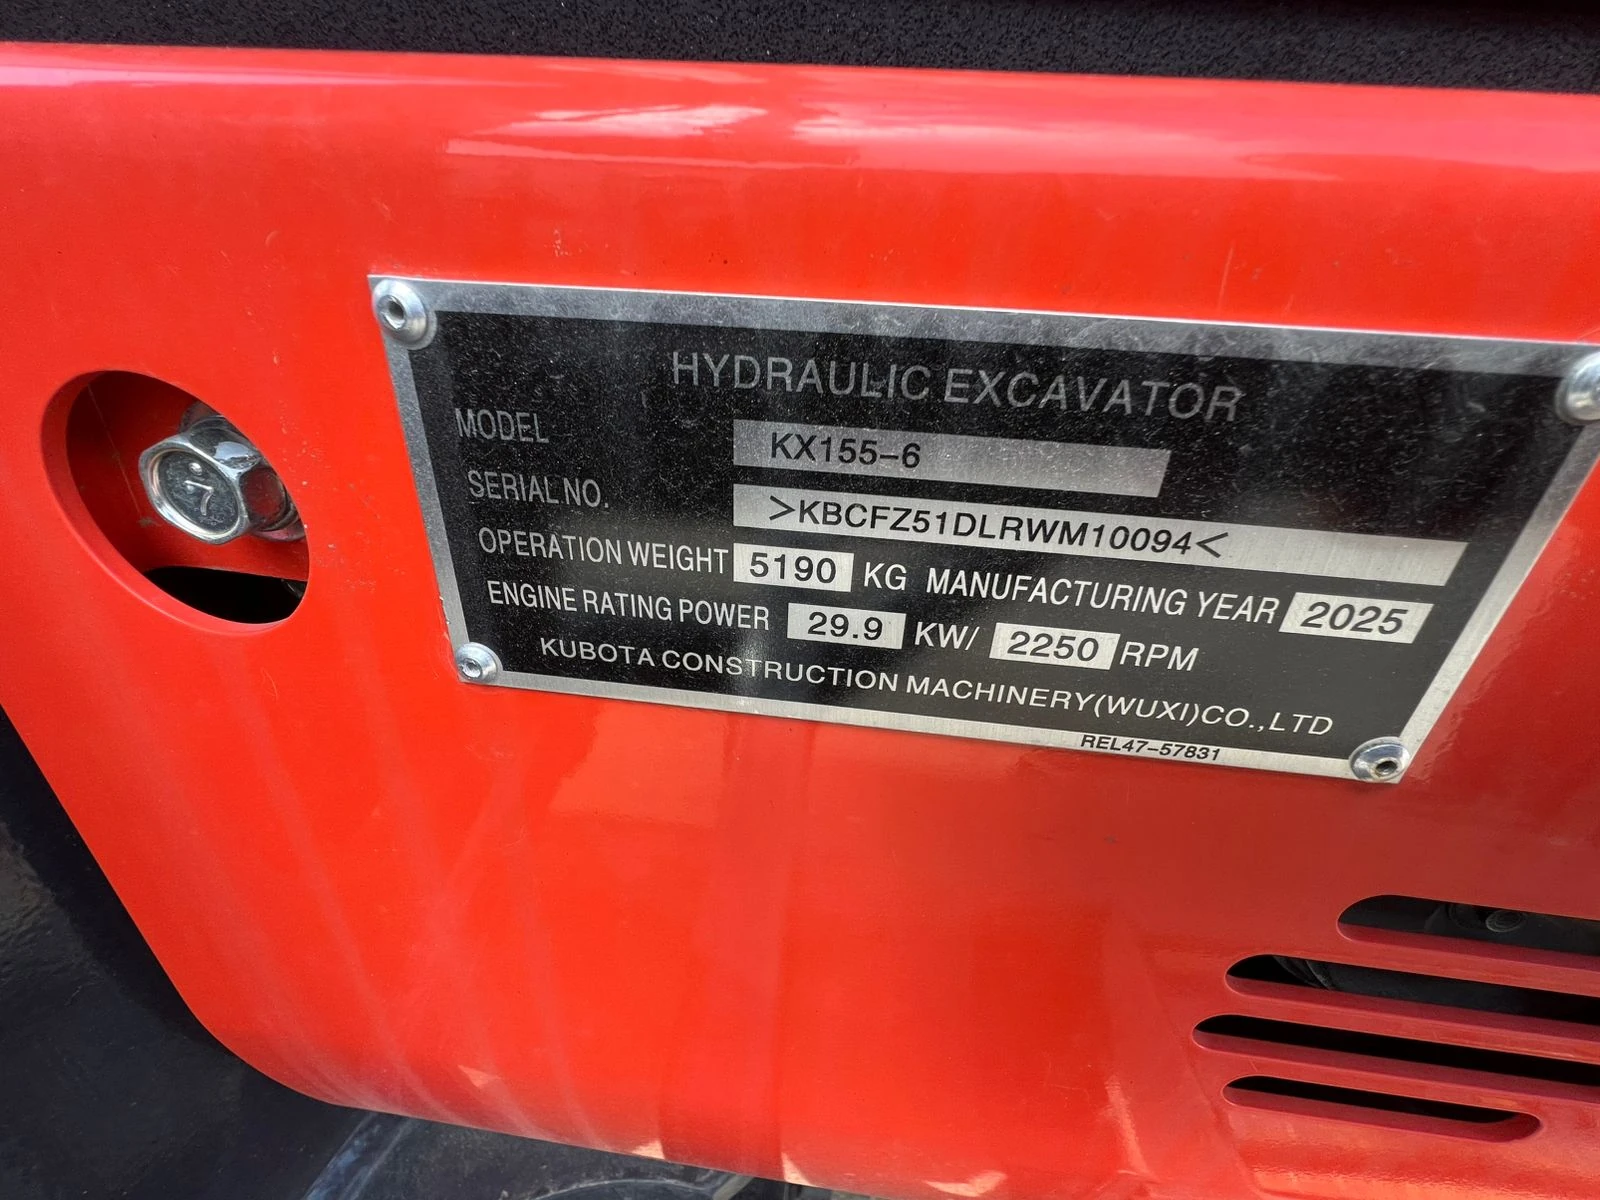 HYDRAULIC EXCAVATOR
MODEL KX155-6
SERIAL NO. >KBCFZ51DLRWM10094<
OPERATION WEIGHT 5190 KG MANUFACTURING YEAR 2025
ENGINE RATING POWER 29.9 KW/ 2250 RPM
KUBOTA CONSTRUCTION MACHINERY(WUXI)CO.,LTD
REL47-57831
7